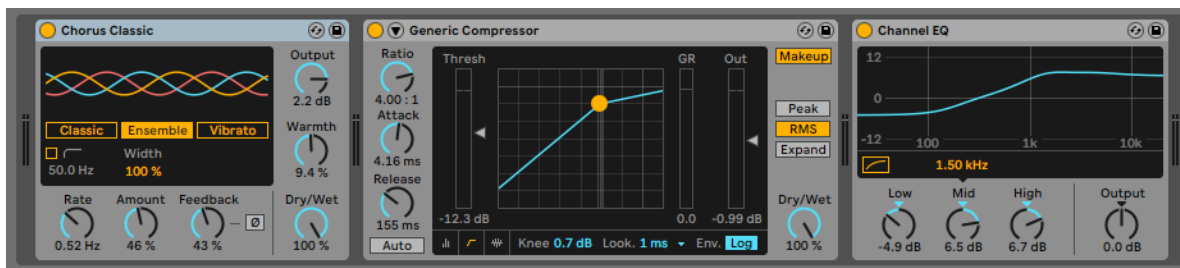 Chorus Classic
Output
2.2 dB
Classic
Ensemble
Vibrato
Warmth
9.4 %
50.0 Hz
Width
100 %
Rate
0.52 Hz
Amount
46 %
Feedback
43 %
Ø
Dry/Wet
100 %
Generic Compressor
Ratio
4.00 : 1
Attack
4.16 ms
Release
155 ms
Auto
Thresh
-12.3 dB
GR
0.0
Out
-0.99 dB
Knee 0.7 dB Look. 1 ms Env. Log
Makeup
Peak
RMS
Expand
Dry/Wet
100 %
Channel EQ
12
0
-12
100
1k
10k
1.50 kHz
Low
-4.9 dB
Mid
6.5 dB
High
6.7 dB
Output
0.0 dB